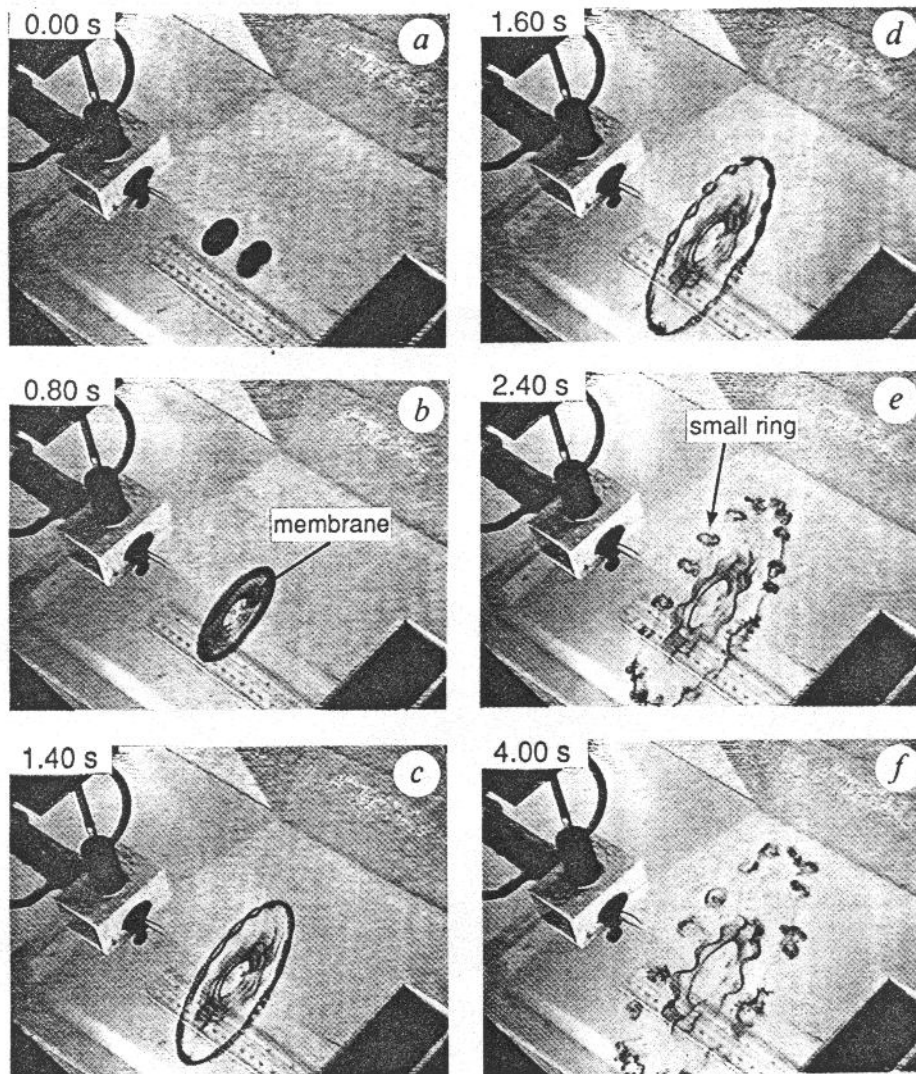 0.00 s
a
0.80 s
b
membrane
1.40 s
c
1.60 s
d
2.40 s
e
small ring
4.00 s
f